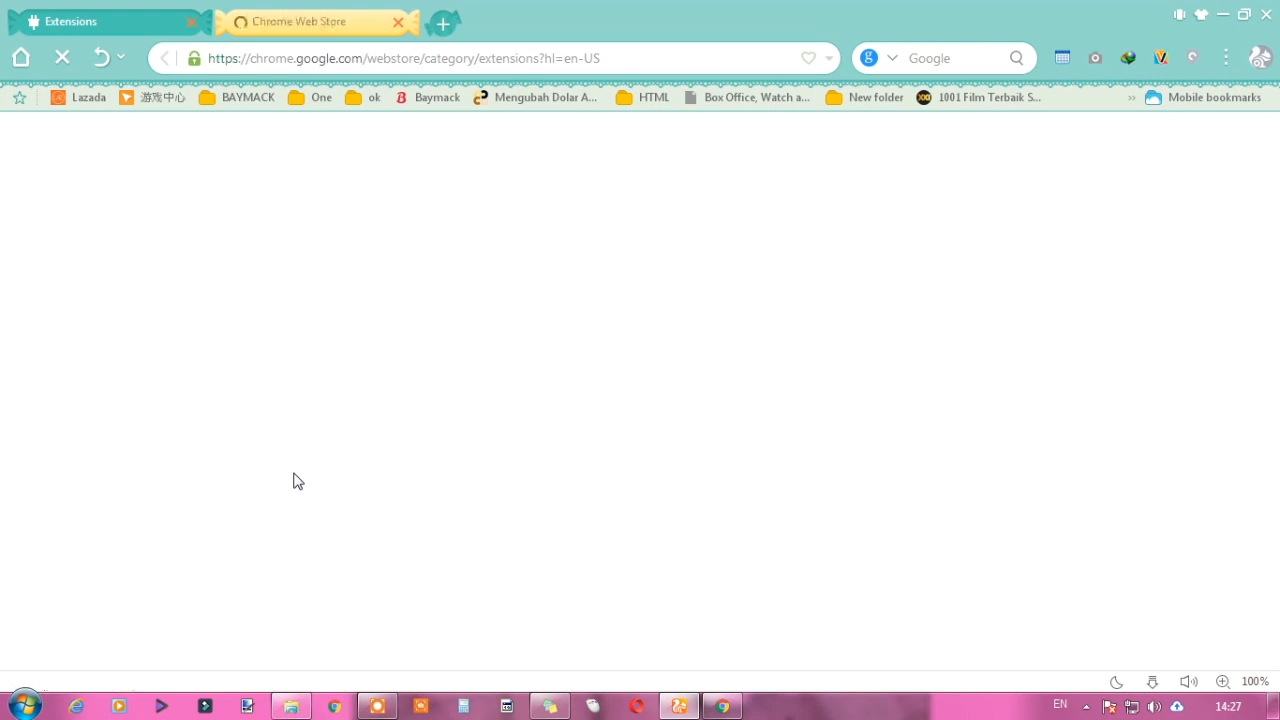 Extensions
Chrome Web Store
https://chrome.google.com/webstore/category/extensions?hl=en-US
Google
Lazada
游戏中心
BAYMACK
One
ok
Baymack
Mengubah Dolar A...
HTML
Box Office, Watch a...
New folder
1001 Film Terbaik S...
Mobile bookmarks
100%
EN
14:27